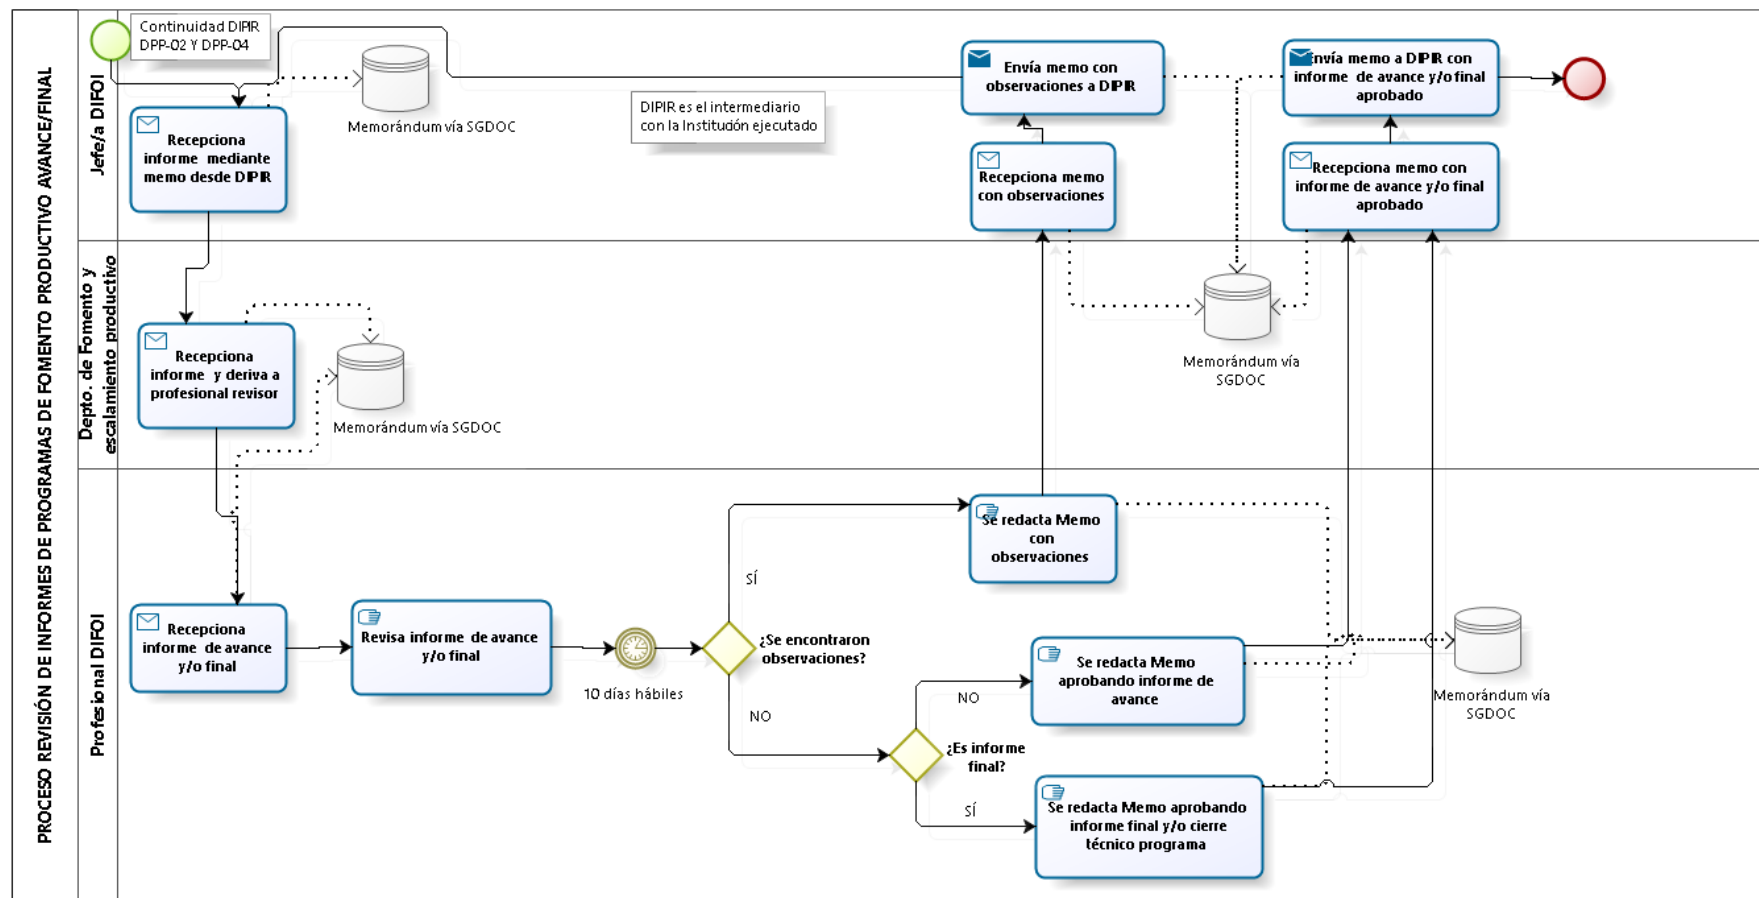 PROCESO REVISIÓN DE INFORMES DE PROGRAMAS DE FOMENTO PRODUCTIVO AVANCE/FINAL
Jefe/a DIFOI
Continuidad DIPIR
DPP-02 Y DPP-04
Memorándum vía SGDOC
Recepciona
informe mediante
memo desde DIPIR
DIPIR es el intermediario
con la Institución ejecutado
Envía memo con
observaciones a DIPIR
Recepciona memo
con observaciones
Envía memo a DIPIR con
informe de avance y/o final
aprobado
Recepciona memo con
informe de avance y/o final
aprobado
Depto. de Fomento y
escalamiento productivo
Recepciona
informe y deriva a
profesional revisor
Memorándum vía SGDOC
Memorándum vía
SGDOC
Profesional DIFOI
Recepciona
informe de avance
y/o final
Revisa informe de avance
y/o final
10 días hábiles
¿Se encontraron
observaciones?
SÍ
NO
Se redacta Memo
con
observaciones
¿Es informe
final?
NO
SÍ
Se redacta Memo
aprobando informe de
avance
Se redacta Memo aprobando
informe final y/o cierre
técnico programa
Memorándum vía
SGDOC